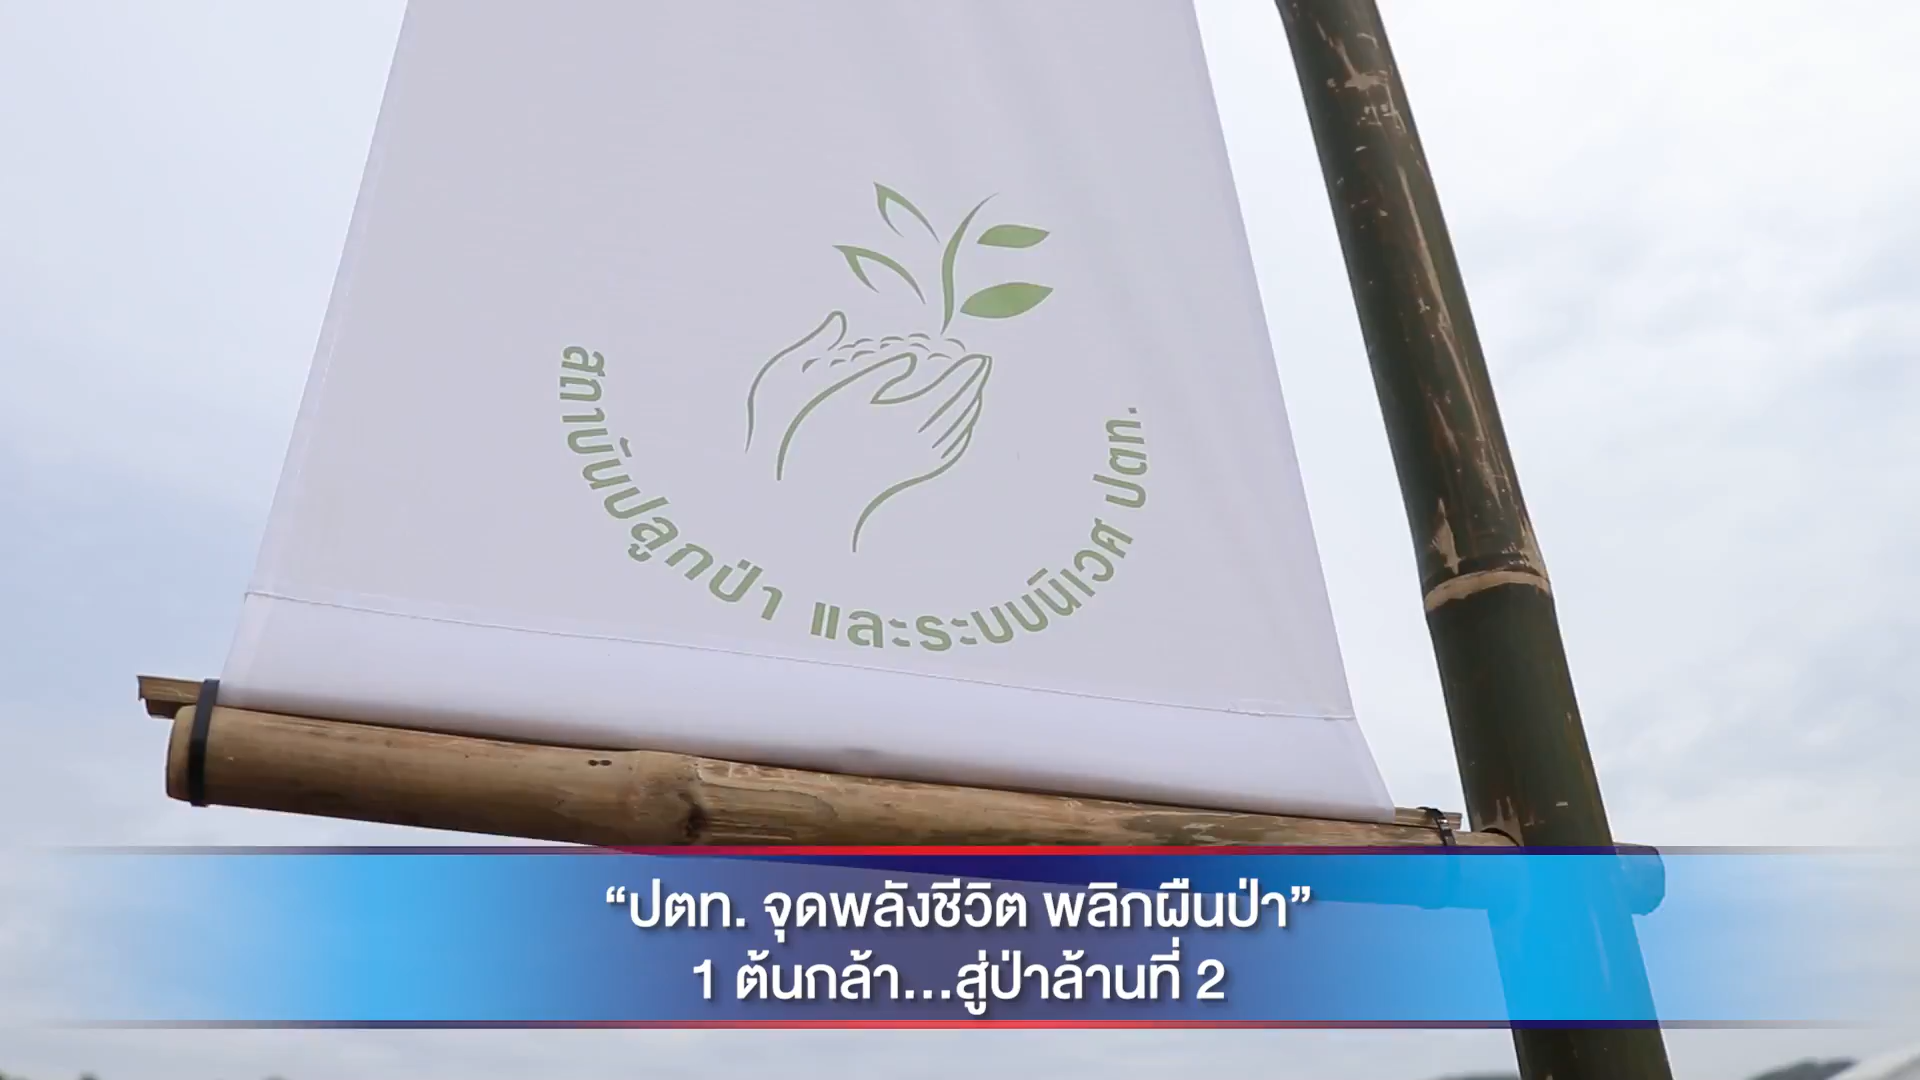 สถาบันปลูกป่า และระบบนิเวศ ปตท.
“ปตท. จุดพลังชีวิต พลิกผืนป่า”
1 ต้นกล้า...สู่ป่าล้านที่ 2